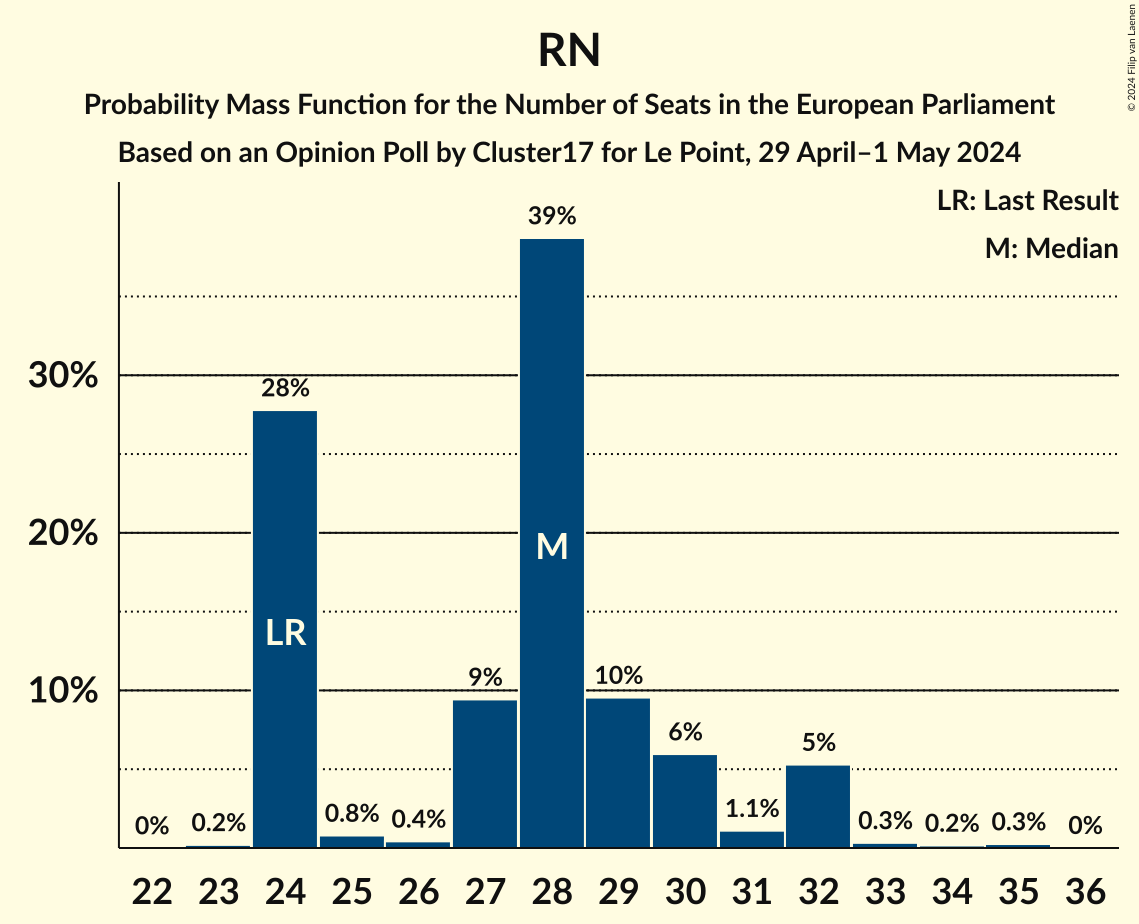 RN
Probability Mass Function for the Number of Seats in the European Parliament
Based on an Opinion Poll by Cluster17 for Le Point, 29 April–1 May 2024
© 2024 Filip van Laenen
LR: Last Result
M: Median
39%
30%
28%
20%
M
LR
10%
9%
10%
6%
5%
0%
0.2%
0.8%
0.4%
1.1%
0.3%
0.2%
0.3%
0%
22 23 24 25 26 27 28 29 30 31 32 33 34 35 36